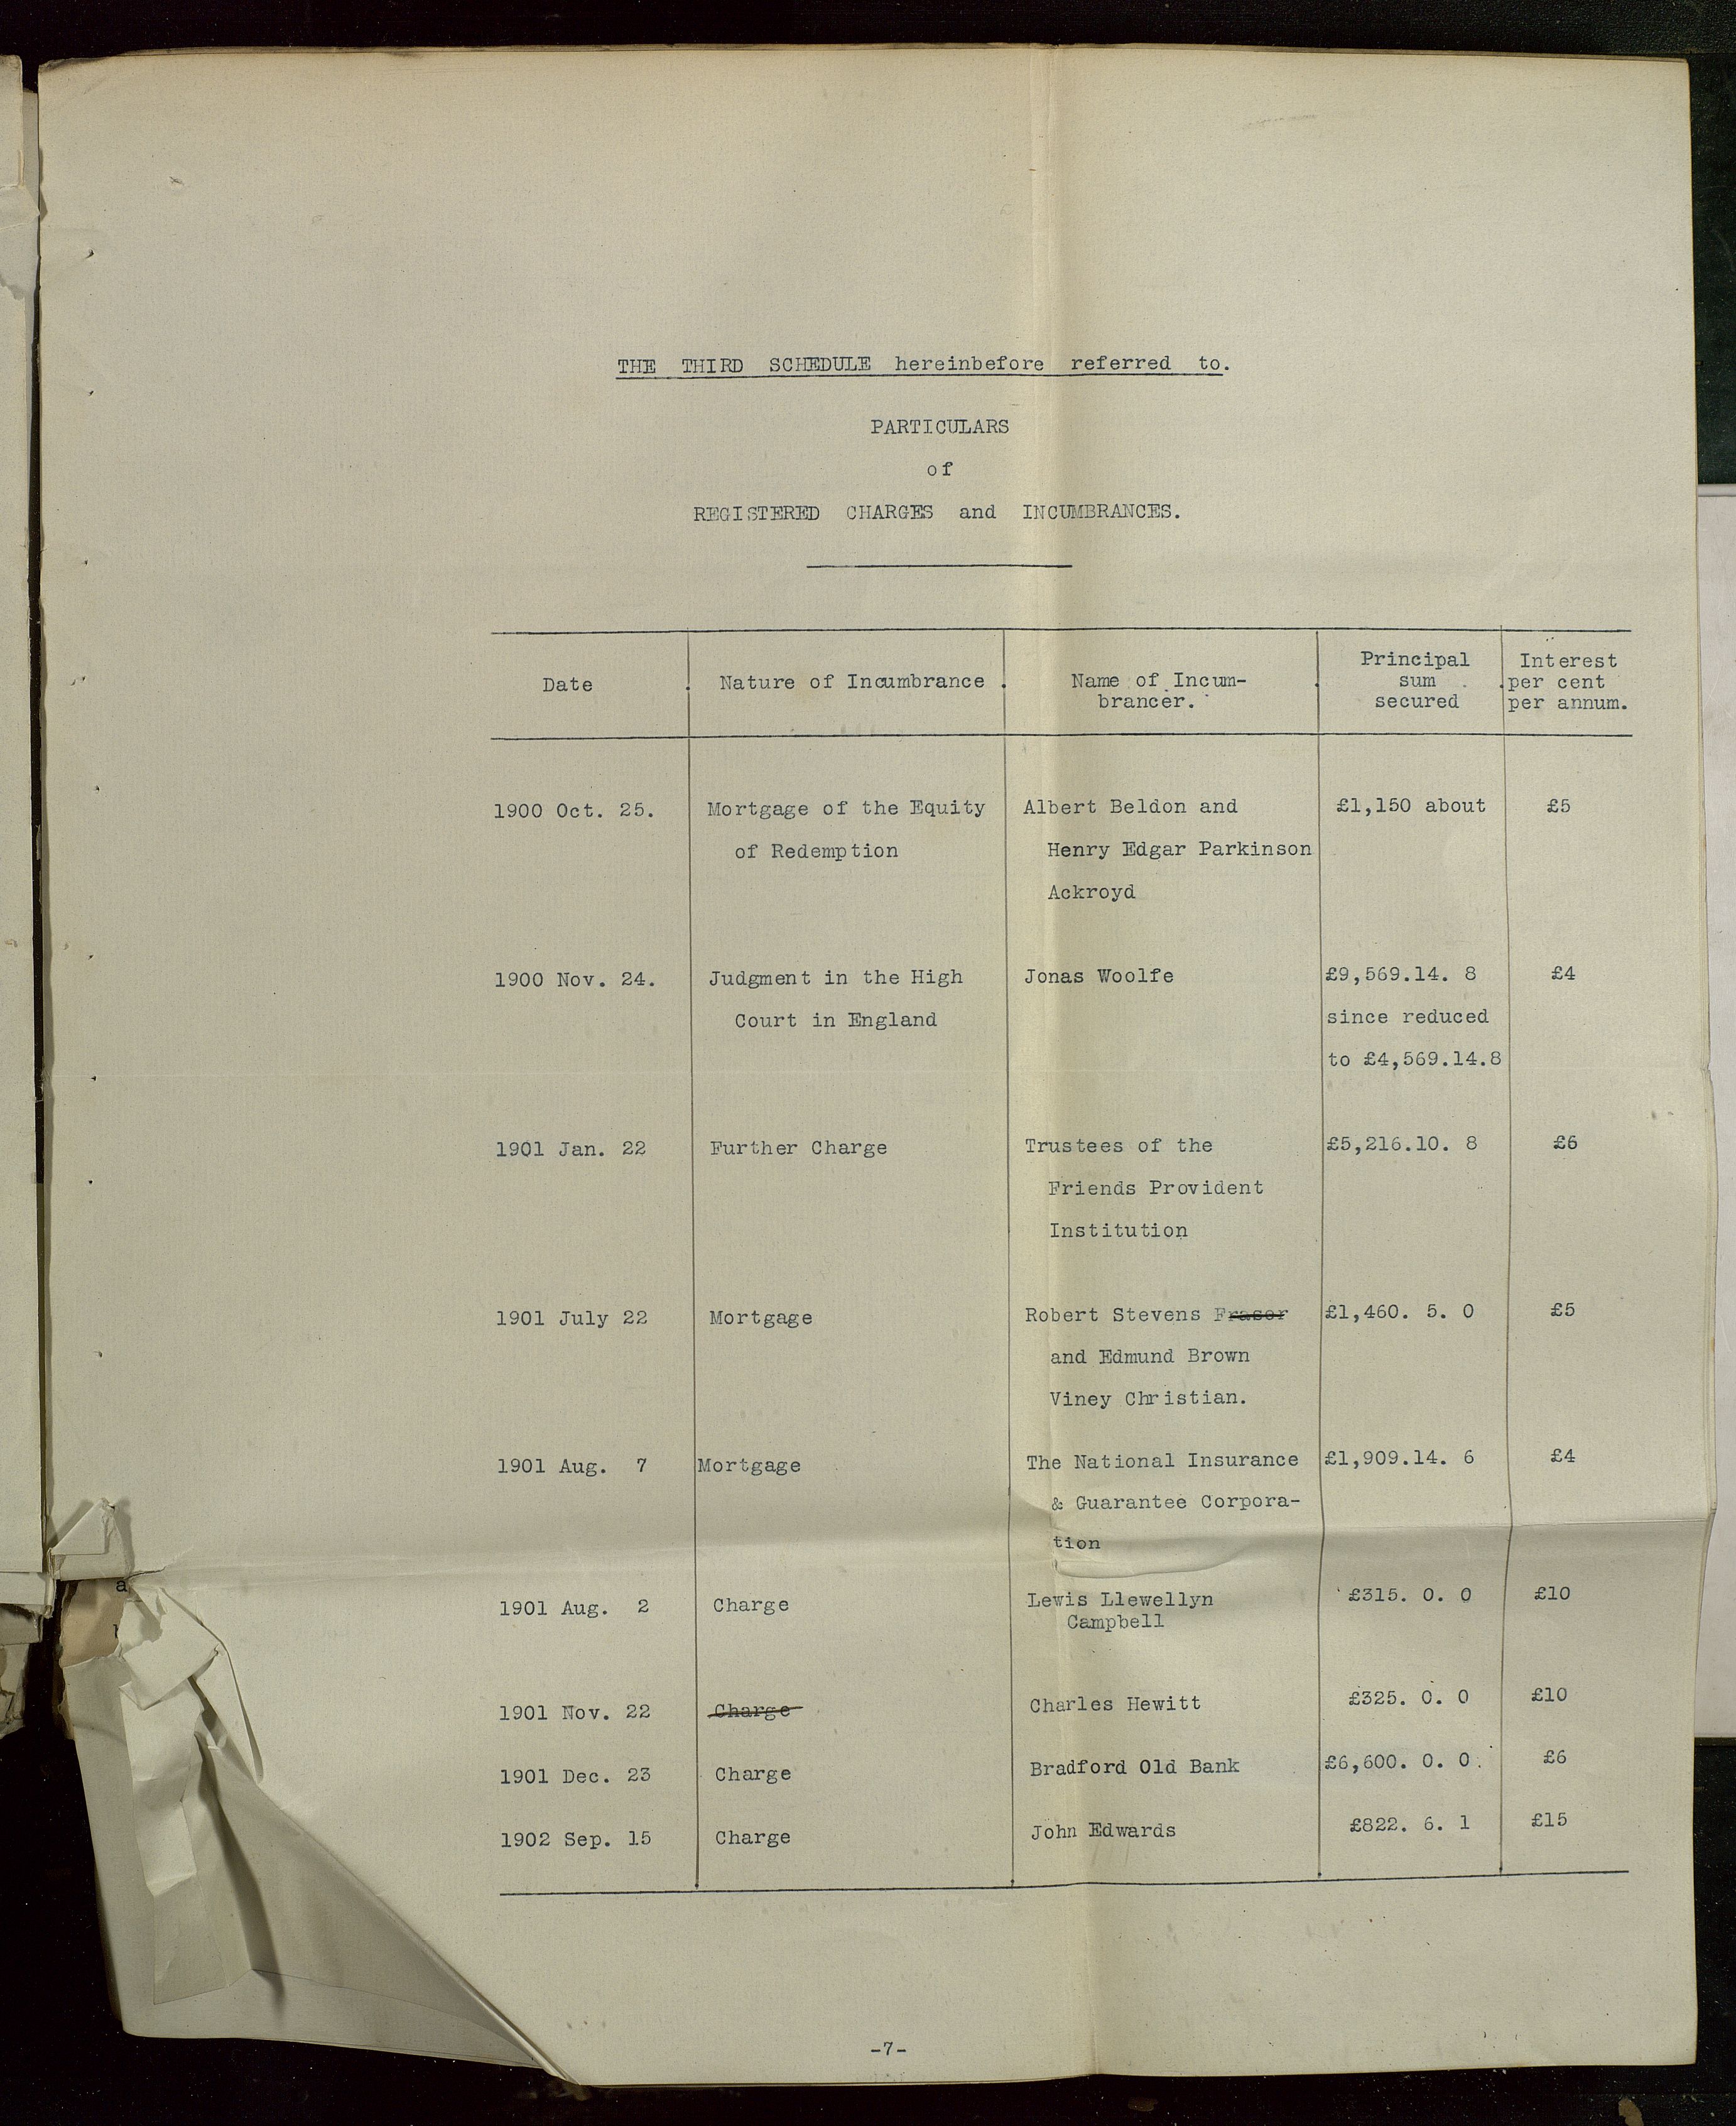 THE THIRD SCHEDULE hereinbefore referred to.
PARTICULARS
of
REGISTERED CHARGES and INCUMBRANCES.
Date
Nature of Incumbrance
Name of Incum-
brancer.
Principal
sum
secured
Interest
per cent
per annum.
1900 Oct. 25.
Mortgage of the Equity
of Redemption
Albert Beldon and
Henry Edgar Parkinson
Ackroyd
£1,150 about
£5
1900 Nov. 24.
Judgment in the High
Court in England
Jonas Woolfe
£9,569.14. 8
since reduced
to £4,569.14.8
£4
1901 Jan. 22
Further Charge
Trustees of the
Friends Provident
Institution
£5,216.10. 8
£6
1901 July 22
Mortgage
Robert Stevens Fraser
and Edmund Brown
Viney Christian.
£1,460. 5. 0
£5
1901 Aug. 7
Mortgage
The National Insurance
& Guarantee Corpora-
tion
£1,909.14. 6
£4
1901 Aug. 2
Charge
Lewis Llewellyn
Campbell
£315. 0. 0
£10
1901 Nov. 22
Charge
Charles Hewitt
£325. 0. 0
£10
1901 Dec. 23
Charge
Bradford Old Bank
£6,600. 0. 0.
£6
1902 Sep. 15
Charge
John Edwards
£822. 6. 1
£15
-7-